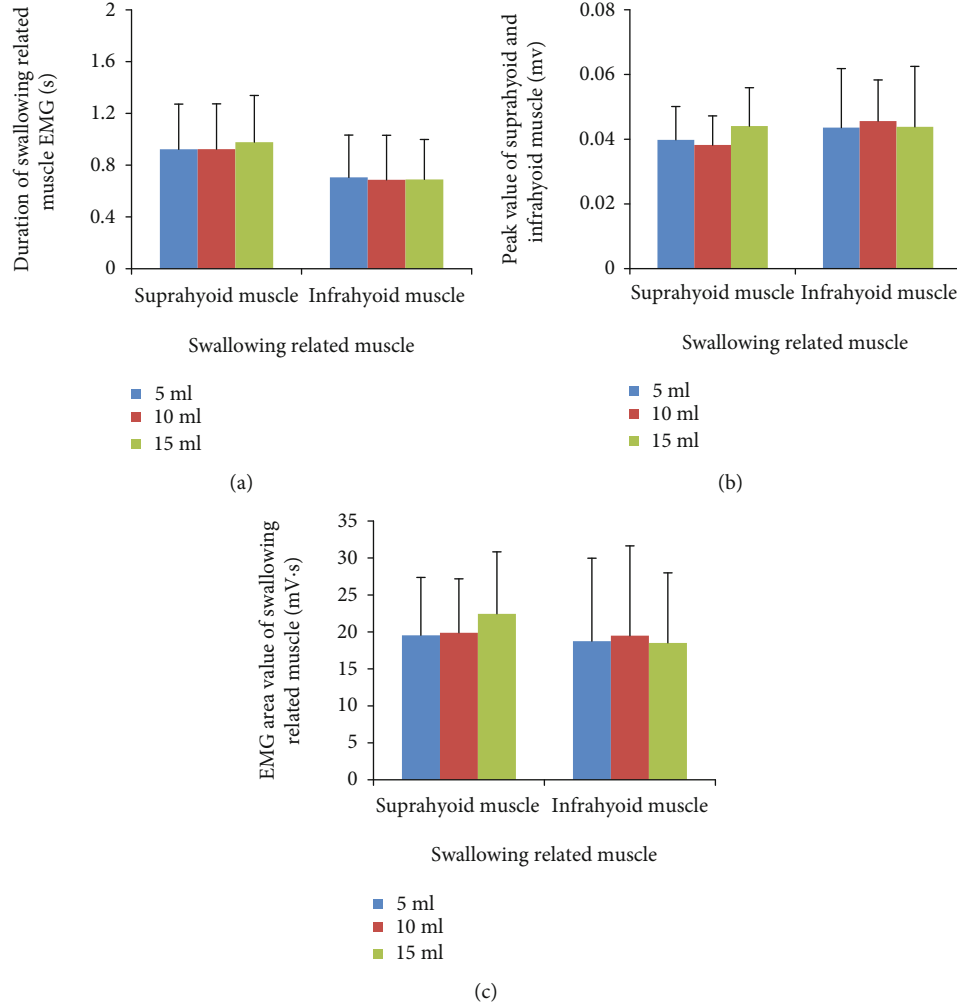 Duration of swallowing related
muscle EMG (s)
2
1.6
1.2
0.8
0.4
0
Suprahyoid muscle Infrahyoid muscle
Swallowing related muscle
5 ml
10 ml
15 ml
(a)
Peak value of suprahyoid and
infrahyoid muscle (mv)
0.08
0.06
0.04
0.02
0
Suprahyoid muscle Infrahyoid muscle
Swallowing related muscle
5 ml
10 ml
15 ml
(b)
EMG area value of swallowing
related muscle (mV·s)
35
30
25
20
15
10
5
0
Suprahyoid muscle Infrahyoid muscle
Swallowing related muscle
5 ml
10 ml
15 ml
(c)